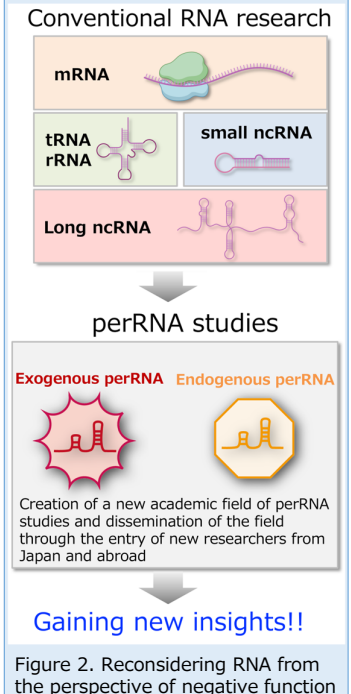 Conventional RNA research
mRNA
tRNA
rRNA
small ncRNA
Long ncRNA
perRNA studies
Exogenous perRNA
Endogenous perRNA
Creation of a new academic field of perRNA
studies and dissemination of the field
through the entry of new researchers from
Japan and abroad
Gaining new insights!!
Figure 2. Reconsidering RNA from
the perspective of negative function